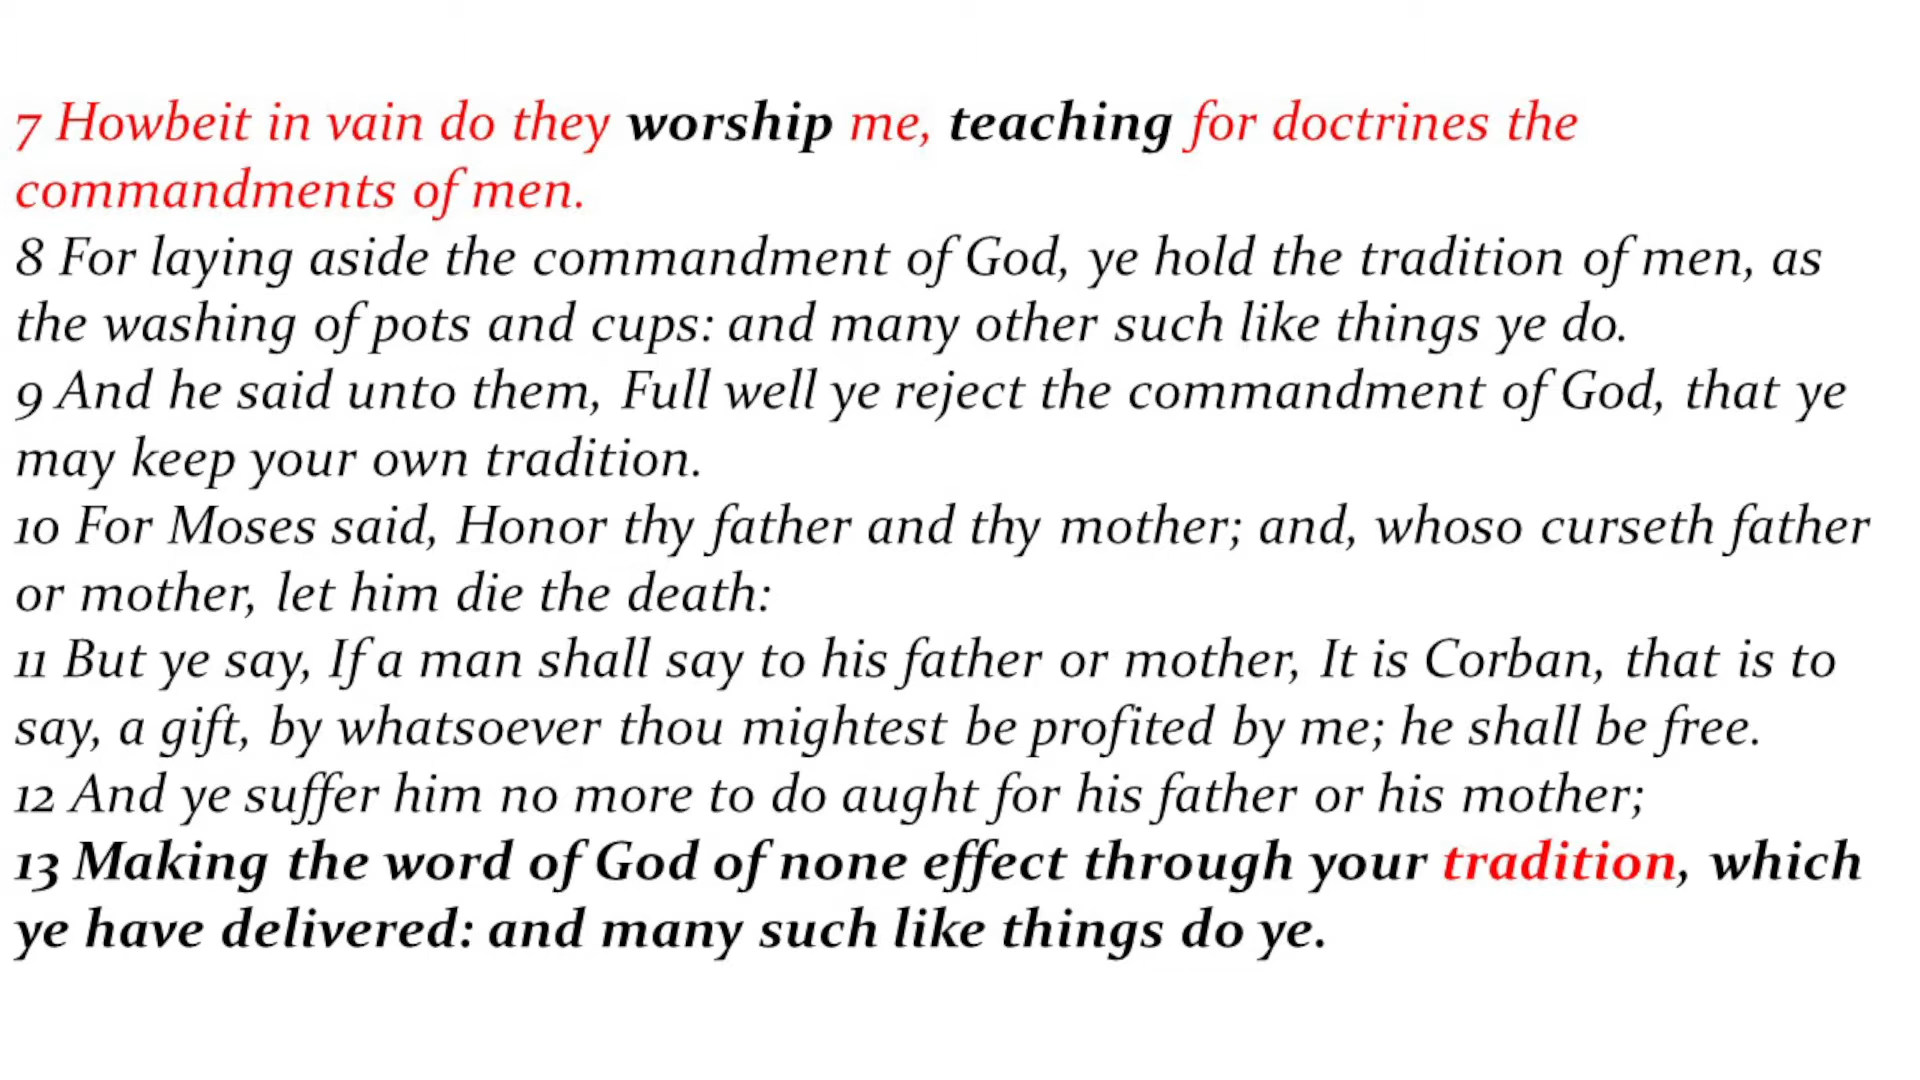 7 Howbeit in vain do they worship me, teaching for doctrines the
commandments of men.
8 For laying aside the commandment of God, ye hold the tradition of men, as
the washing of pots and cups: and many other such like things ye do.
9 And he said unto them, Full well ye reject the commandment of God, that ye
may keep your own tradition.
10 For Moses said, Honor thy father and thy mother; and, whoso curseth father
or mother, let him die the death:
11 But ye say, If a man shall say to his father or mother, It is Corban, that is to
say, a gift, by whatsoever thou mightest be profited by me; he shall be free.
12 And ye suffer him no more to do aught for his father or his mother;
13 Making the word of God of none effect through your tradition, which
ye have delivered: and many such like things do ye.